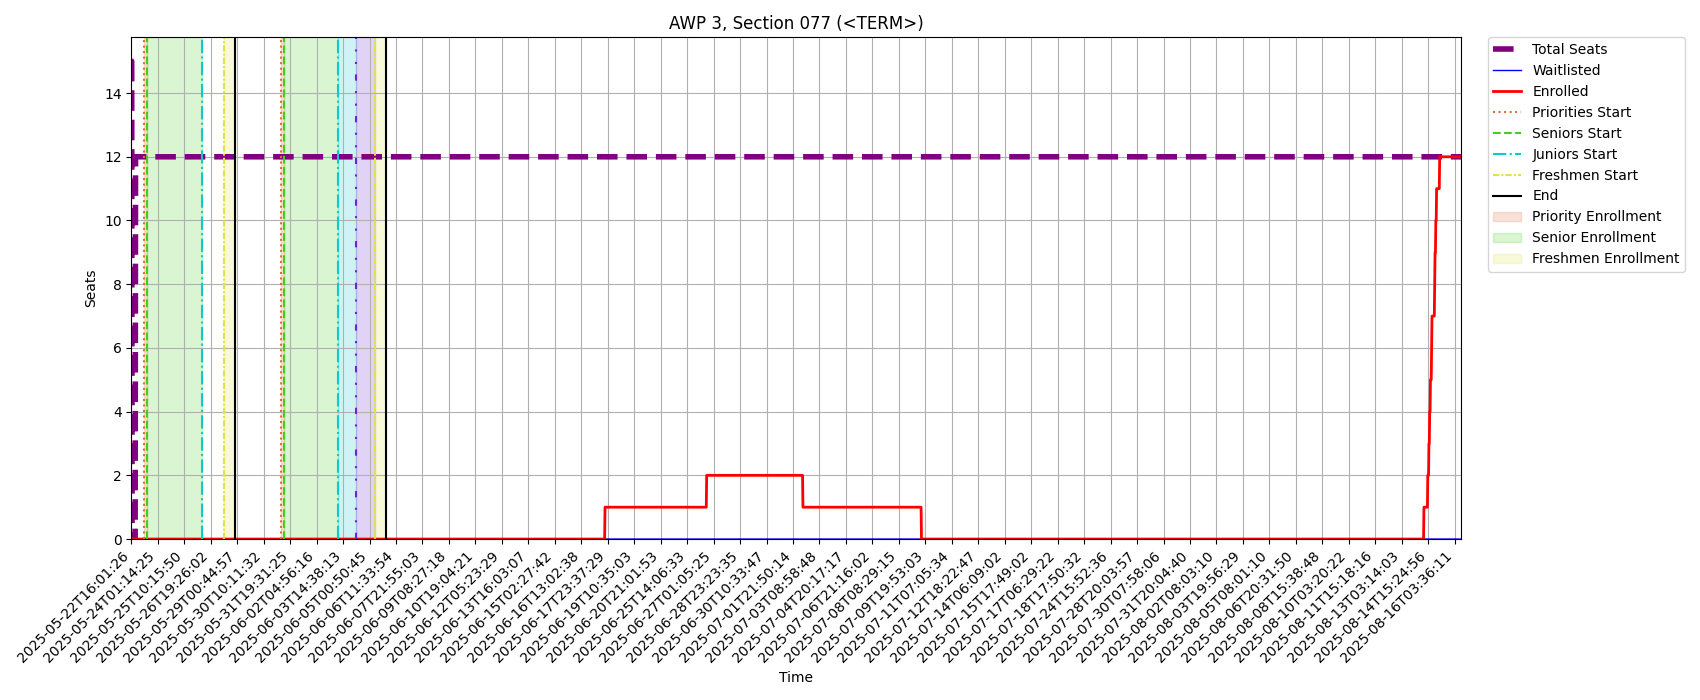 AWP 3, Section 077 (<TERM>)
Total Seats
Waitlisted
Enrolled
Priorities Start
Seniors Start
Juniors Start
Freshmen Start
End
Priority Enrollment
Senior Enrollment
Freshmen Enrollment
Seats
14
12
10
8
6
4
2
0
2025-05-22T16:01:26
2025-05-24T01:14:25
2025-05-25T10:15:50
2025-05-26T19:26:02
2025-05-29T00:44:57
2025-05-30T10:11:32
2025-05-31T19:31:25
2025-06-02T04:56:16
2025-06-03T14:38:13
2025-06-05T00:50:45
2025-06-06T11:33:54
2025-06-07T21:55:03
2025-06-09T08:27:18
2025-06-10T19:04:21
2025-06-12T05:23:29
2025-06-13T16:03:07
2025-06-15T02:27:42
2025-06-16T13:02:38
2025-06-17T23:37:29
2025-06-19T10:35:03
2025-06-20T21:01:53
2025-06-25T14:06:33
2025-06-27T01:05:25
2025-06-28T23:23:35
2025-06-30T10:33:47
2025-07-01T21:50:14
2025-07-03T08:58:48
2025-07-04T20:17:17
2025-07-06T21:16:02
2025-07-08T08:29:15
2025-07-09T19:53:03
2025-07-11T07:05:34
2025-07-12T18:22:47
2025-07-14T06:09:02
2025-07-15T17:49:02
2025-07-17T06:29:22
2025-07-18T17:50:32
2025-07-24T15:52:36
2025-07-28T20:03:57
2025-07-30T07:58:06
2025-07-31T20:04:40
2025-08-02T08:03:10
2025-08-03T19:56:29
2025-08-05T08:01:10
2025-08-06T20:31:50
2025-08-08T15:38:48
2025-08-10T03:20:22
2025-08-11T15:18:16
2025-08-13T03:14:03
2025-08-14T15:24:56
2025-08-16T03:36:11
Time